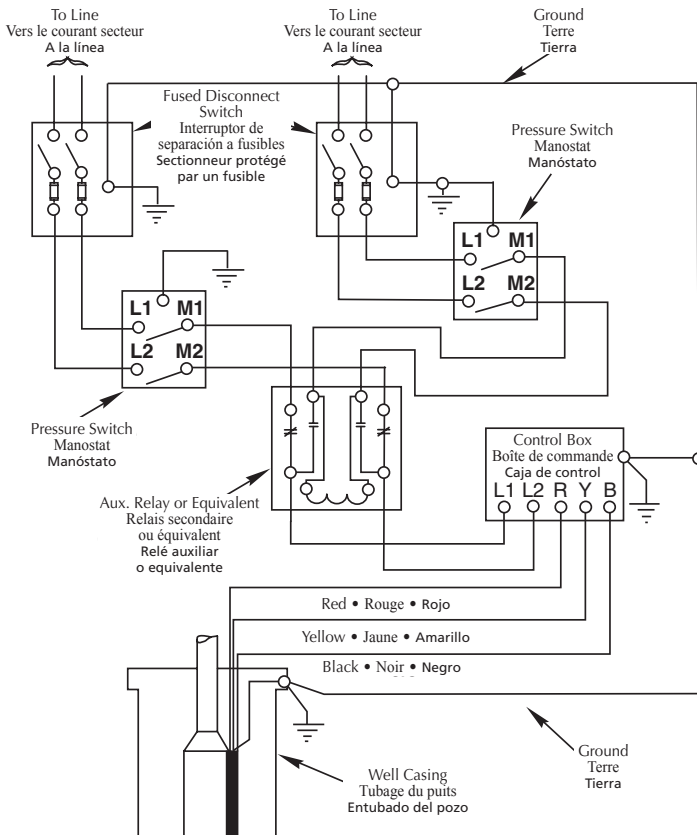 To Line
Vers le courant secteur
A la línea
To Line
Vers le courant secteur
A la línea
Ground
Terre
Tierra
Fused Disconnect
Switch
Interruptor de
separación a fusibles
Sectionneur protégé
par un fusible
Pressure Switch
Manostat
Manóstato
L1 M1
L2 M2
L1 M1
L2 M2
Pressure Switch
Manostat
Manóstato
Control Box
Boîte de commande
Caja de control
L1 L2 R Y B
Aux. Relay or Equivalent
Relais secondaire
ou équivalent
Relé auxiliar
o equivalente
Red • Rouge • Rojo
Yellow • Jaune • Amarillo
Black • Noir • Negro
Ground
Terre
Tierra
Well Casing
Tubage du puits
Entubado del pozo